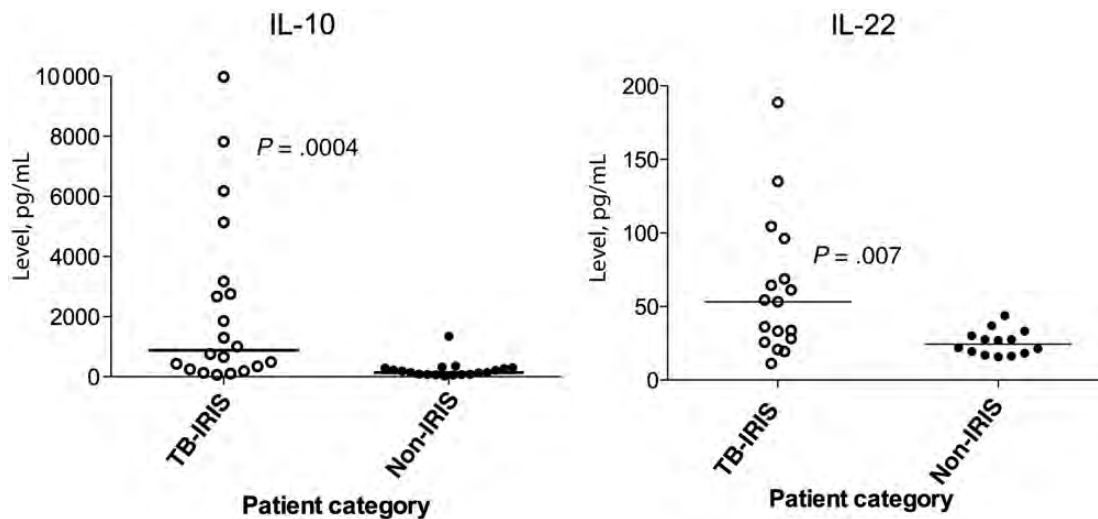 IL-10
10000
8000
6000
4000
2000
0
Level, pg/mL
P = .0004
TB-IRIS
Non-IRIS
Patient category
IL-22
200
150
100
50
0
Level, pg/mL
P = .007
TB-IRIS
Non-IRIS
Patient category